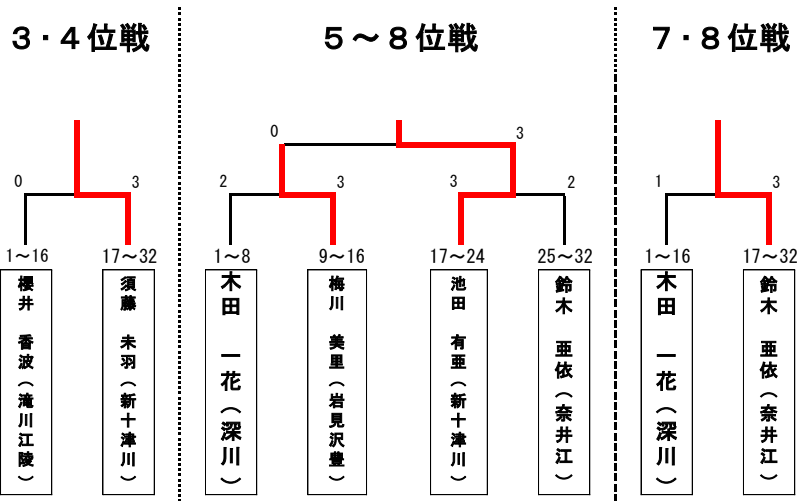 3・4位戦
5～8位戦
7・8位戦
0
3
0
3
2
3
3
2
1
3
1～16
17～32
1～8
9～16
17～24
25～32
1～16
17～32
櫻井 香波(滝川江陵)
須藤 未羽(新十津川)
木田 一花(深川)
梅川 美里(岩見沢豊)
池田 有亜(新十津川)
鈴木 亜依(奈井江)
木田 一花(深川)
鈴木 亜依(奈井江)